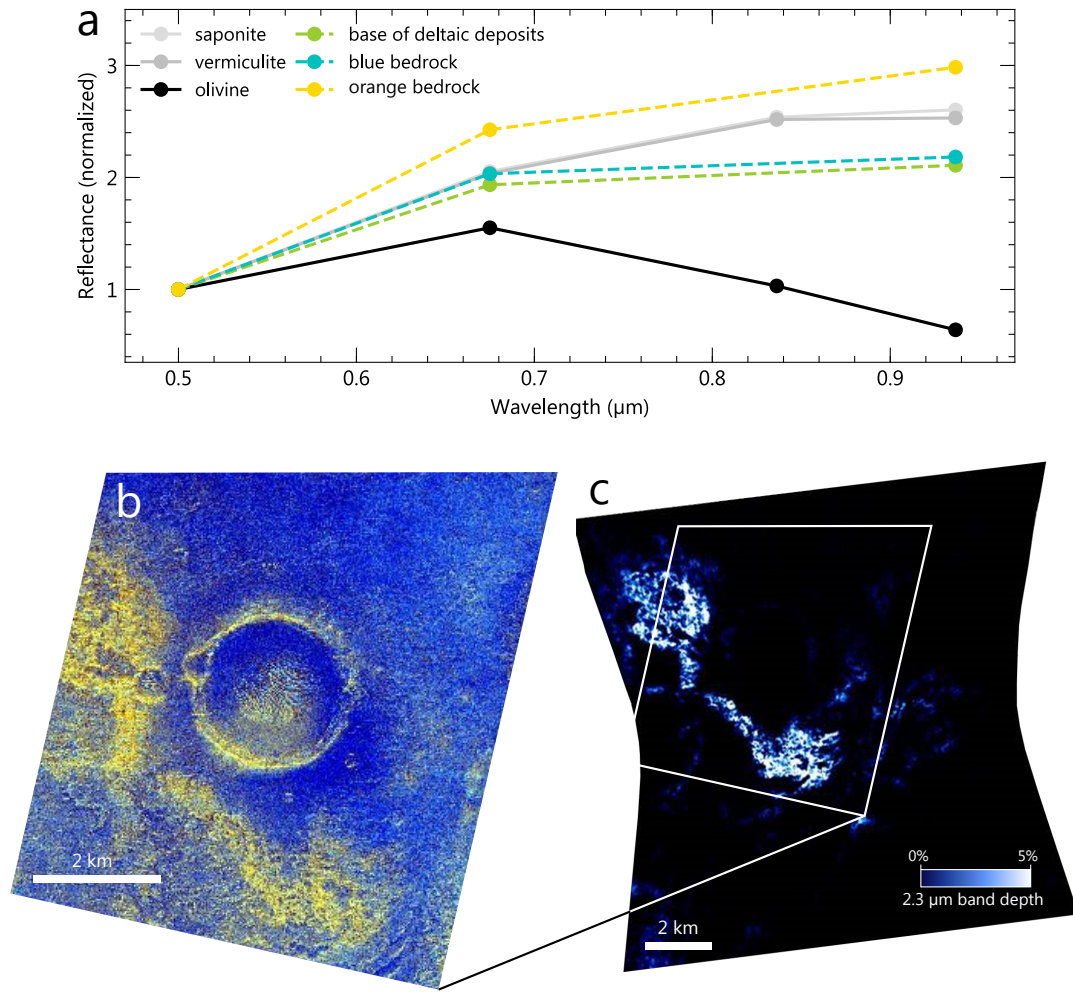 a
saponite
vermiculite
olivine
base of deltaic deposits
blue bedrock
orange bedrock
3
2
1
Reflectance (normalized)
0.5 0.6 0.7 0.8 0.9
Wavelength (μm)
b
2 km
c
0% 5%
2.3 μm band depth
2 km